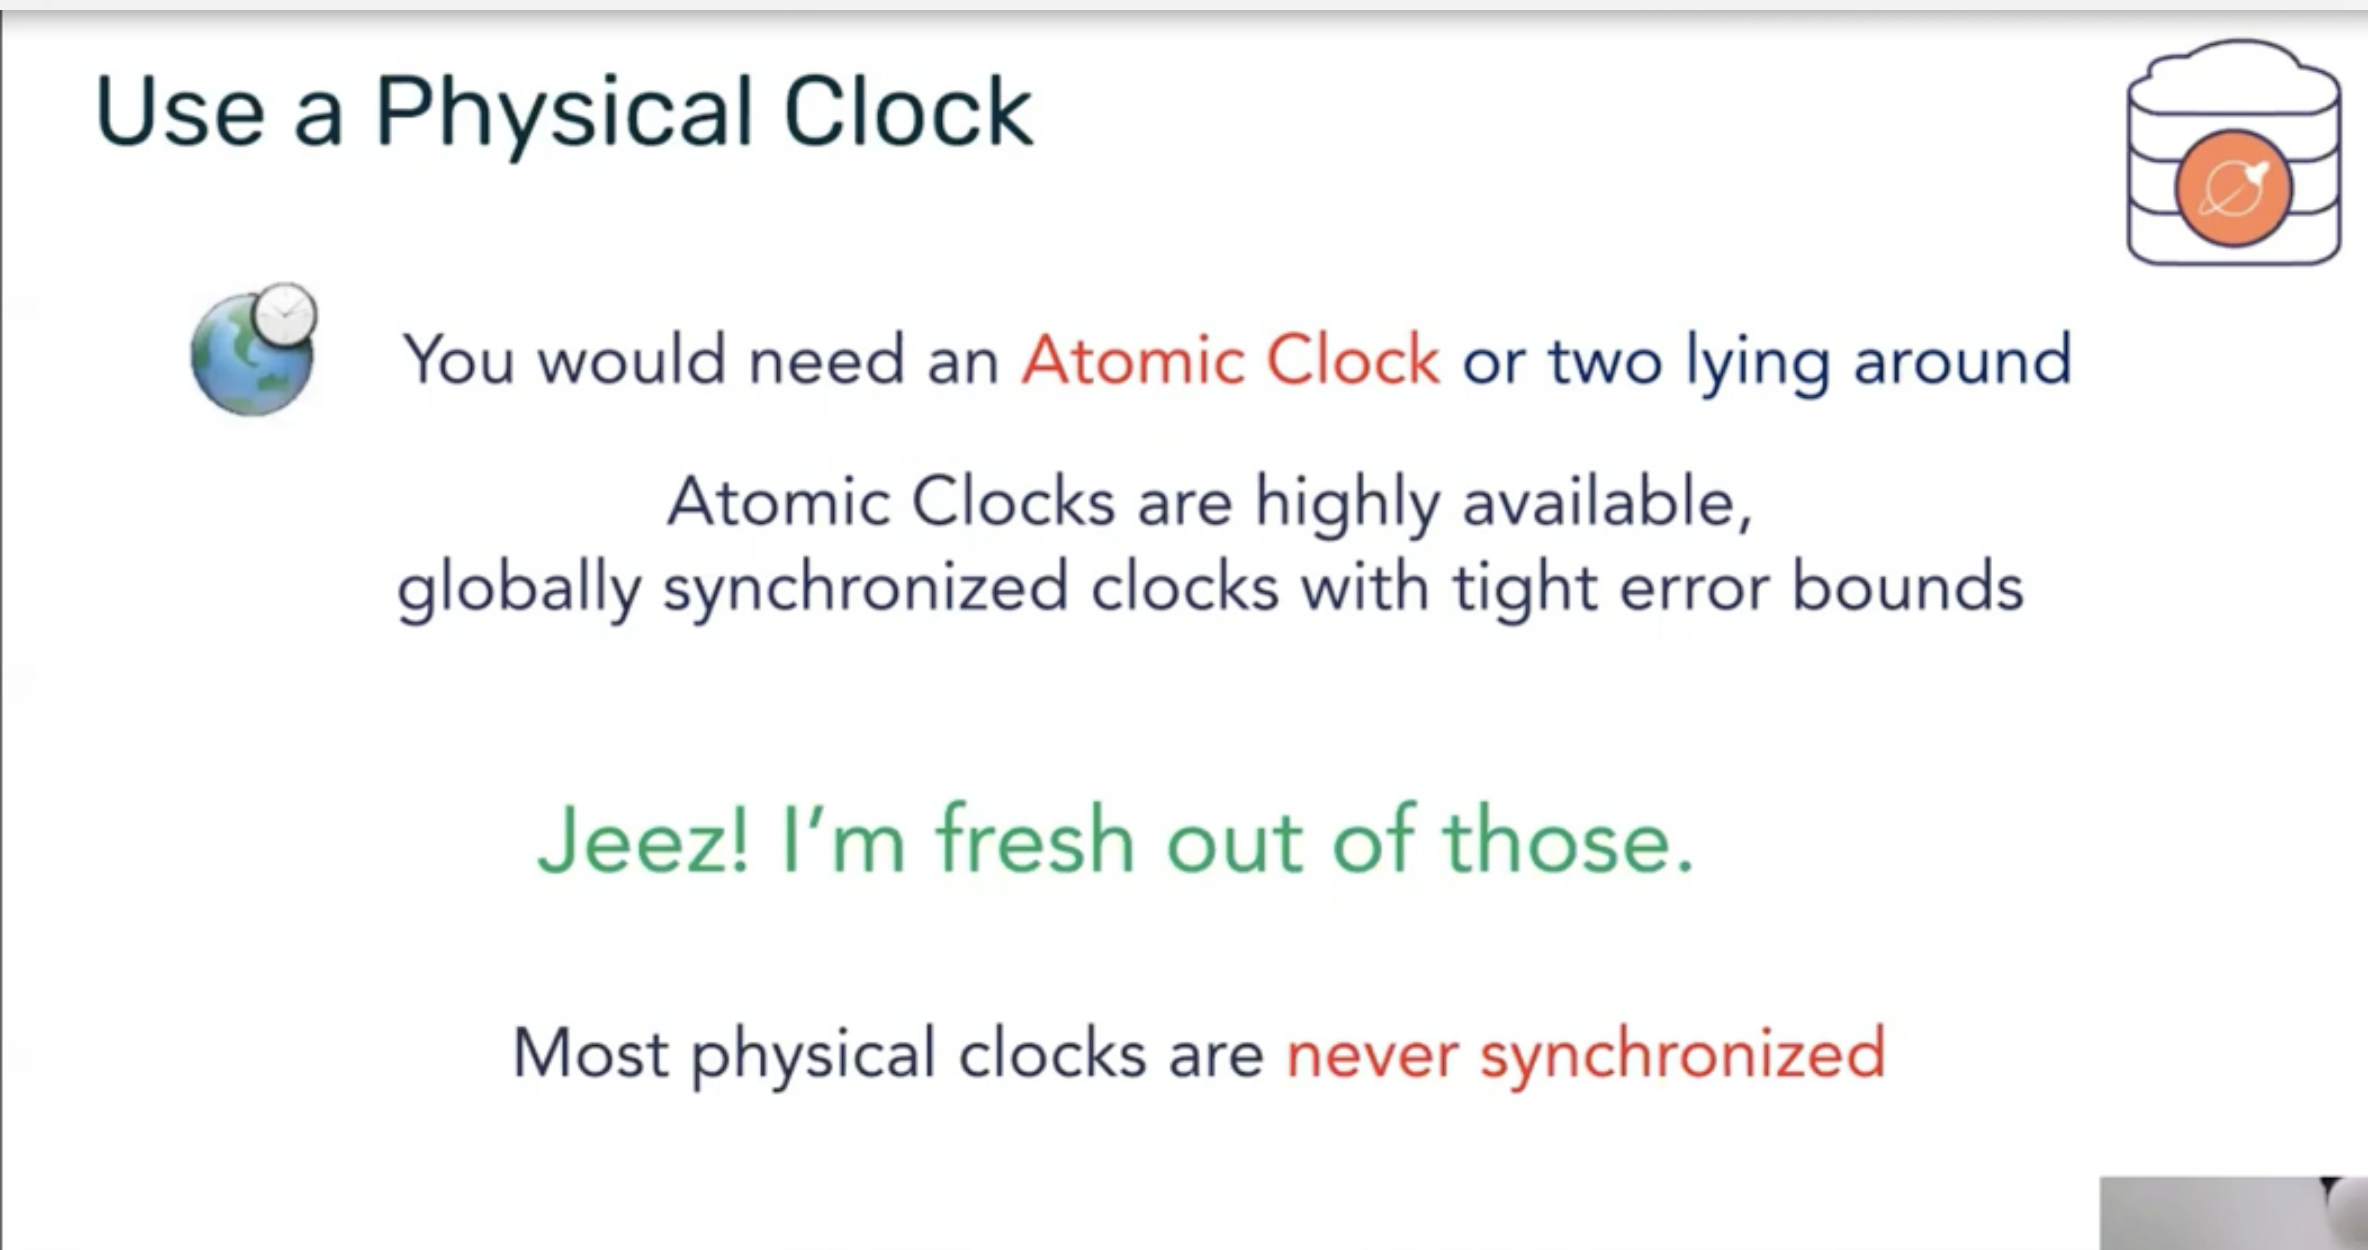 Use a Physical Clock
You would need an Atomic Clock or two lying around
Atomic Clocks are highly available,
globally synchronized clocks with tight error bounds
Jeez! I'm fresh out of those.
Most physical clocks are never synchronized